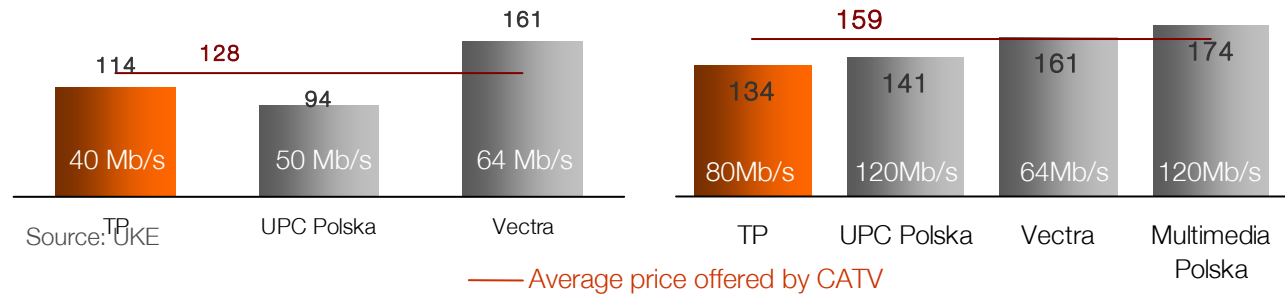 161
128
114
94
40 Mb/s
50 Mb/s
64 Mb/s
TP
UPC Polska
Vectra
Source: UKE
159
134
141
161
174
80Mb/s
120Mb/s
64Mb/s
120Mb/s
TP
UPC Polska
Vectra
Multimedia
Polska
Average price offered by CATV